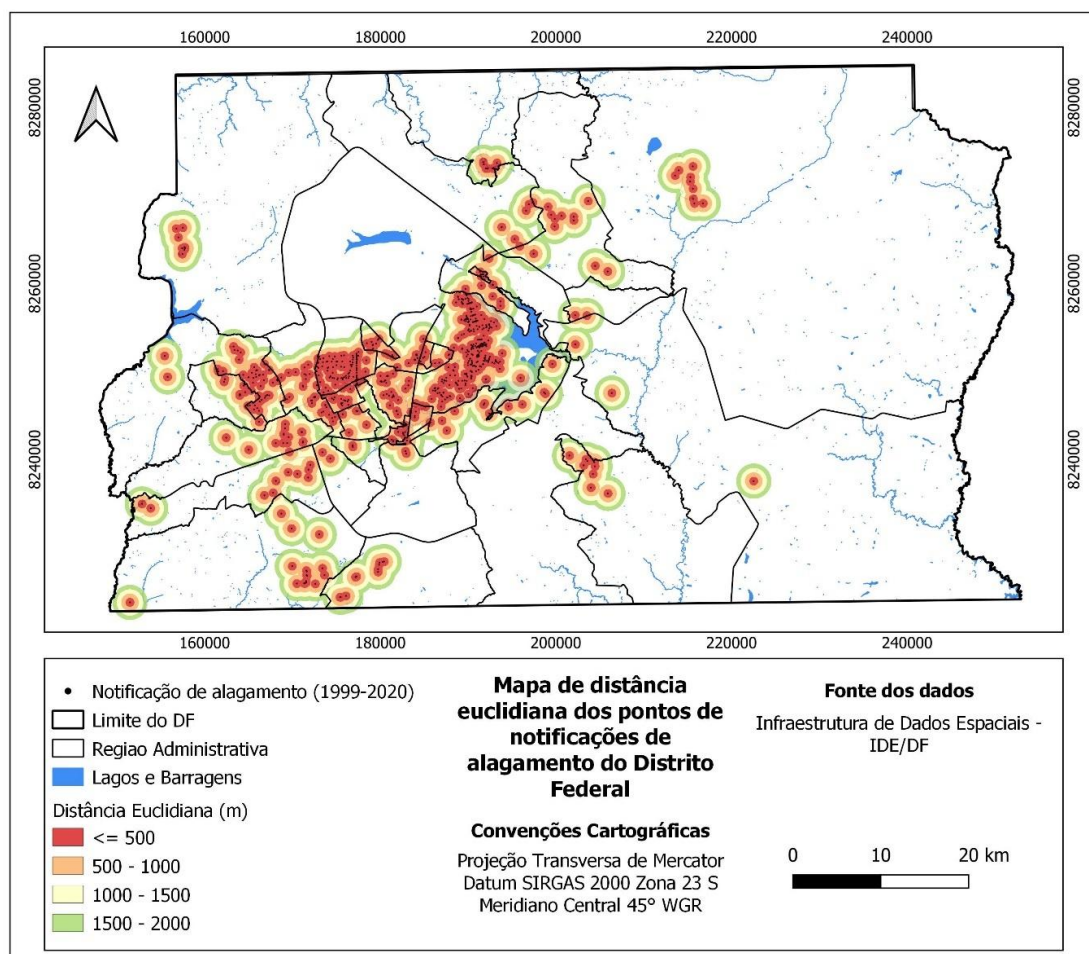 160000 180000 200000 220000 240000
8280000 8280000
8260000 8260000
8240000 8240000
160000 180000 200000 220000 240000
Notificação de alagamento (1999-2020)
Limite do DF
Regiao Administrativa
Lagos e Barragens
Distância Euclidiana (m)
<= 500
500 - 1000
1000 - 1500
1500 - 2000
Mapa de distância
euclidiana dos pontos de
notificações de
alagamento do Distrito
Federal
Convenções Cartográficas
Projeção Transversa de Mercator
Datum SIRGAS 2000 Zona 23 S
Meridiano Central 45° WGR
Fonte dos dados
Infraestrutura de Dados Espaciais -
IDE/DF
0 10 20 km